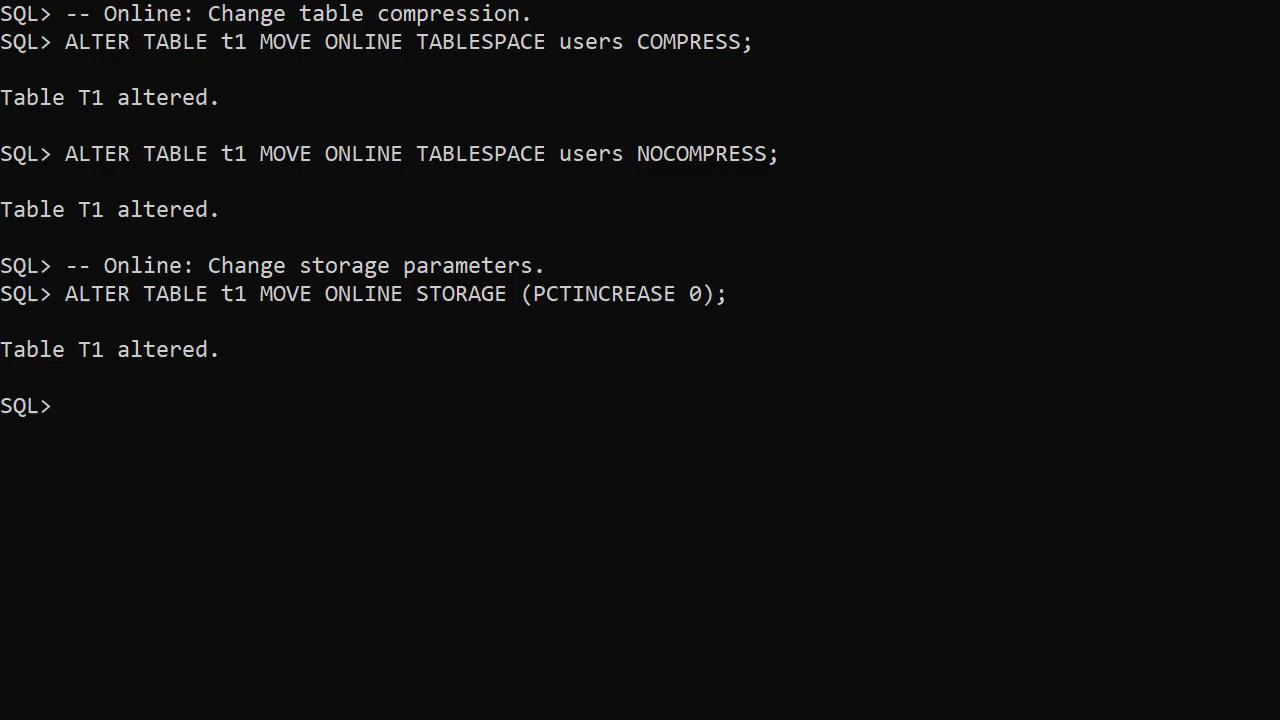 SQL> -- Online: Change table compression.
SQL> ALTER TABLE t1 MOVE ONLINE TABLESPACE users COMPRESS;
Table T1 altered.
SQL> ALTER TABLE t1 MOVE ONLINE TABLESPACE users NOCOMPRESS;
Table T1 altered.
SQL> -- Online: Change storage parameters.
SQL> ALTER TABLE t1 MOVE ONLINE STORAGE (PCTINCREASE 0);
Table T1 altered.
SQL>